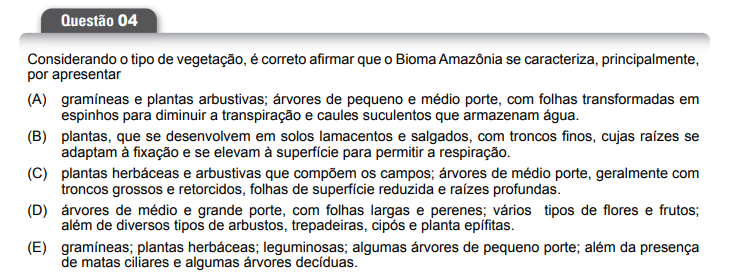 Questão 04
Considerando o tipo de vegetação, é correto afirmar que o Bioma Amazônia se caracteriza, principalmente,
por apresentar
(A) gramíneas e plantas arbustivas; árvores de pequeno e médio porte, com folhas transformadas em
espinhos para diminuir a transpiração e caules suculentos que armazenam água.
(B) plantas, que se desenvolvem em solos lamacentos e salgados, com troncos finos, cujas raízes se
adaptam à fixação e se elevam à superfície para permitir a respiração.
(C) plantas herbáceas e arbustivas que compõem os campos; árvores de médio porte, geralmente com
troncos grossos e retorcidos, folhas de superfície reduzida e raízes profundas.
(D) árvores de médio e grande porte, com folhas largas e perenes; vários tipos de flores e frutos;
além de diversos tipos de arbustos, trepadeiras, cipós e planta epífitas.
(E) gramíneas; plantas herbáceas; leguminosas; algumas árvores de pequeno porte; além da presença
de matas ciliares e algumas árvores decíduas.